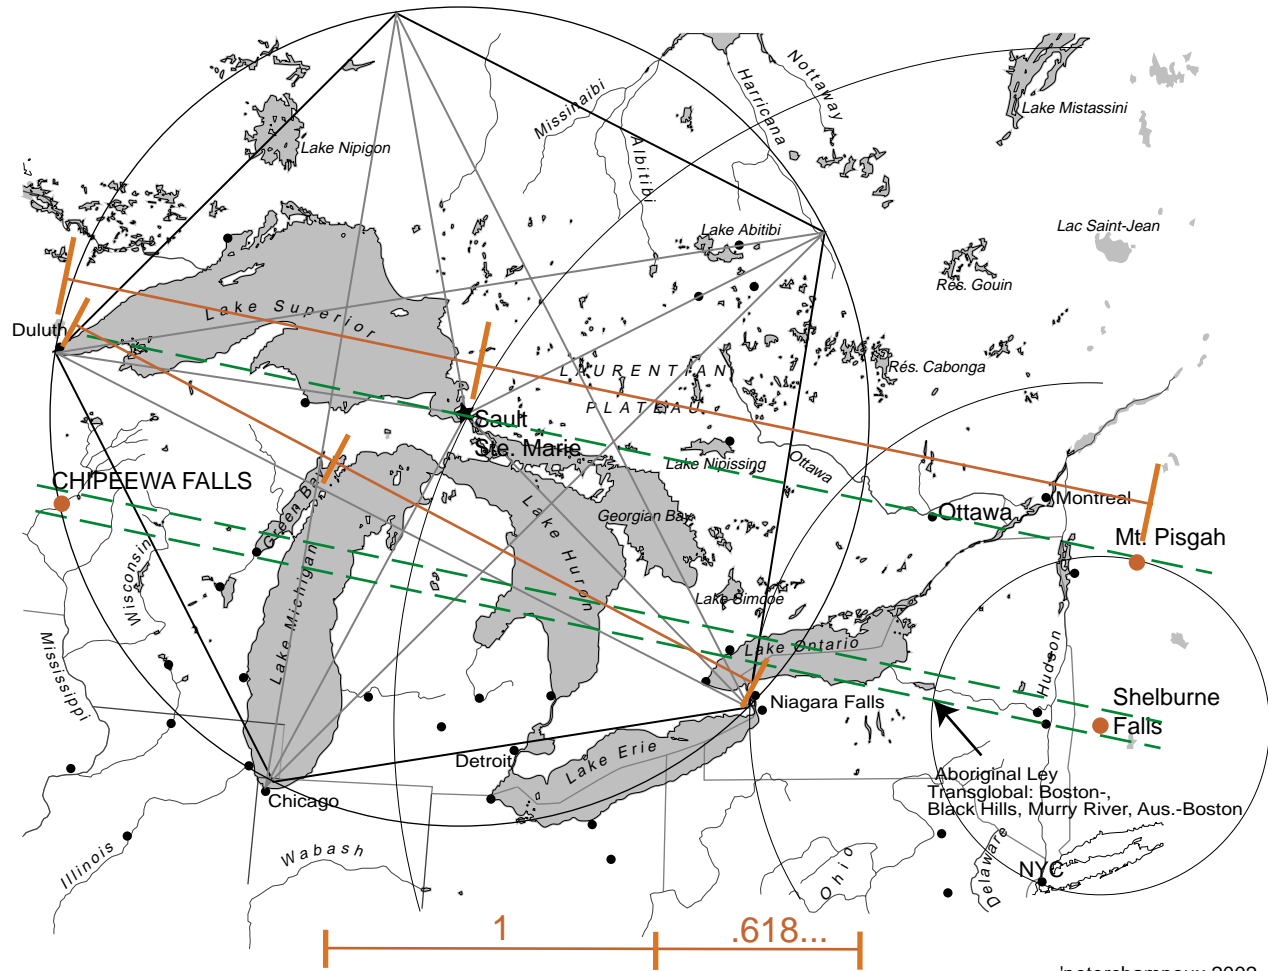 Nottaway
Harricana
Missinaibi
Albitibi
Lake Mistassini
Lake Nipigon
Lake Abitibi
Lac Saint-Jean
Rés. Gouin
Lake Superior
Duluth
LAURENTIAN
PLATEAU
Rés. Cabonga
Sault
Ste. Marie
Lake Nipissing
Ottawa
CHIPEEWA FALLS
Green Bay
Montreal
Ottawa
Lake Huron
Georgian Bay
Mt. Pisgah
Wisconsin
Lake Michigan
Lake Simcoe
Mississippi
Lake Ontario
Hudson
Niagara Falls
Shelburne
Falls
Detroit
Lake Erie
Aboriginal Ley
Transglobal: Boston-,
Black Hills, Murry River, Aus.-Boston
Chicago
Illinois
Wabash
Ohio
Delaware
NYC
1
.618...